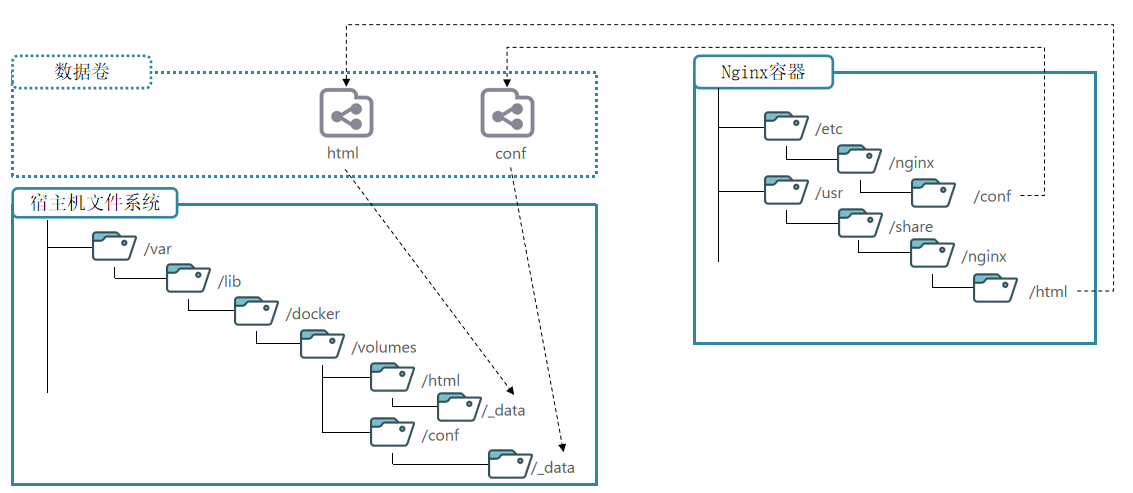 数据卷
html
conf
宿主机文件系统
/var
/lib
/docker
/volumes
/html
/_data
/conf
/_data
Nginx容器
/etc
/nginx
/conf
/usr
/share
/nginx
/html